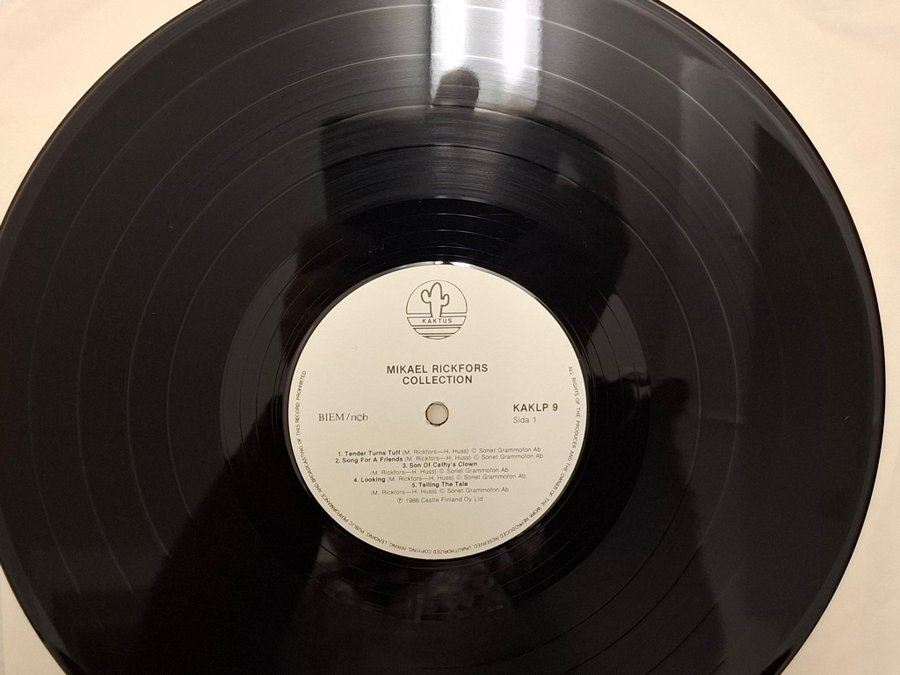 KAKTUS
MIKAEL RICKFORS
COLLECTION
BIEM/ncb
KAKLP 9
Side 1
1. Tender Turns Tuff (M. Rickfors—H. Huss) © Sonet Grammofon Ab
2. Song For A Friends (M. Rickfors—H. Huss) © Sonet Grammofon Ab
3. Son Of Cathy's Clown
(M. Rickfors—H. Huss) © Sonet Grammofon Ab
4. Looking (M. Rickfors—H. Huss) © Sonet Grammofon Ab
5. Telling The Tale
(M. Rickfors—H. Huss) © Sonet Grammofon Ab
℗ 1986 Castle Finland Oy Ltd
ALL RIGHTS OF THE PRODUCER AND THE OWNER OF THE WORK REPRODUCED RESERVED. UNAUTHORIZED COPYING, HIRING, LENDING, PUBLIC PERFORMANCE AND BROADCASTING OF THIS RECORD PROHIBITED